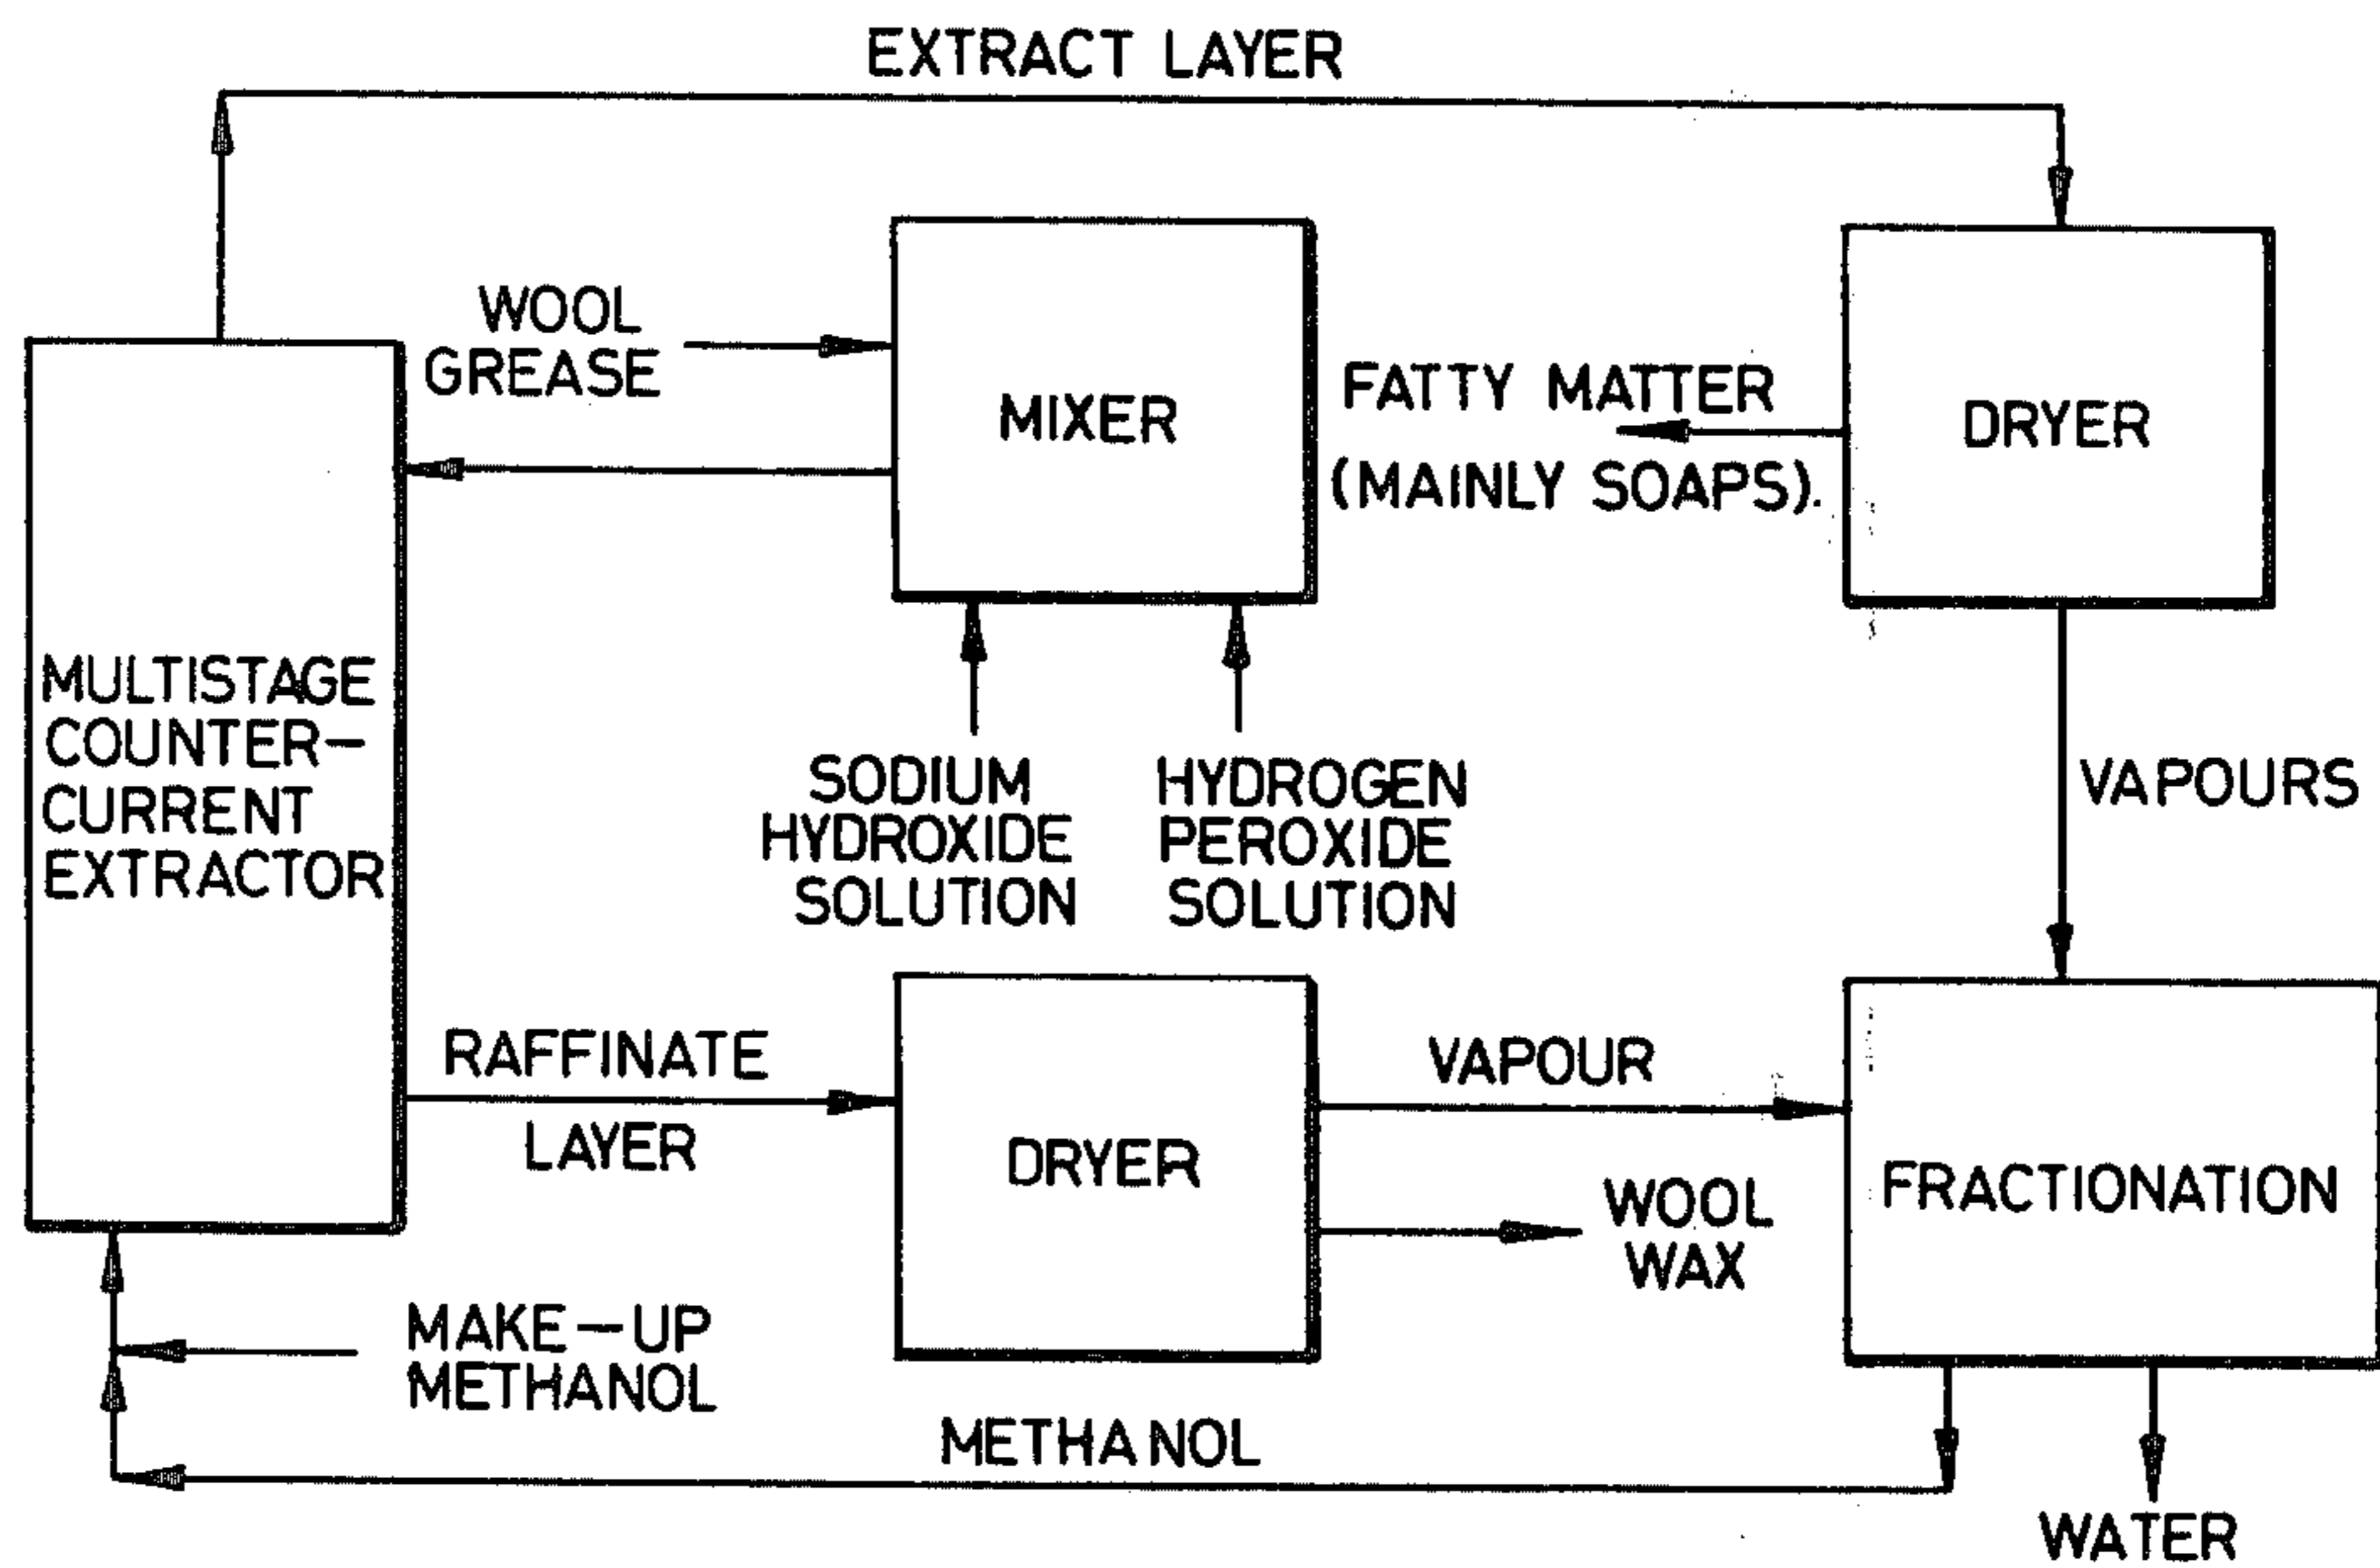 EXTRACT LAYER
WOOL
GREASE
MIXER
FATTY MATTER
(MAINLY SOAPS).
DRYER
MULTISTAGE
COUNTER-
CURRENT
EXTRACTOR
SODIUM
HYDROXIDE
SOLUTION
HYDROGEN
PEROXIDE
SOLUTION
VAPOURS
RAFFINATE
LAYER
DRYER
VAPOUR
WOOL
WAX
FRACTIONATION
MAKE-UP
METHANOL
METHANOL
WATER